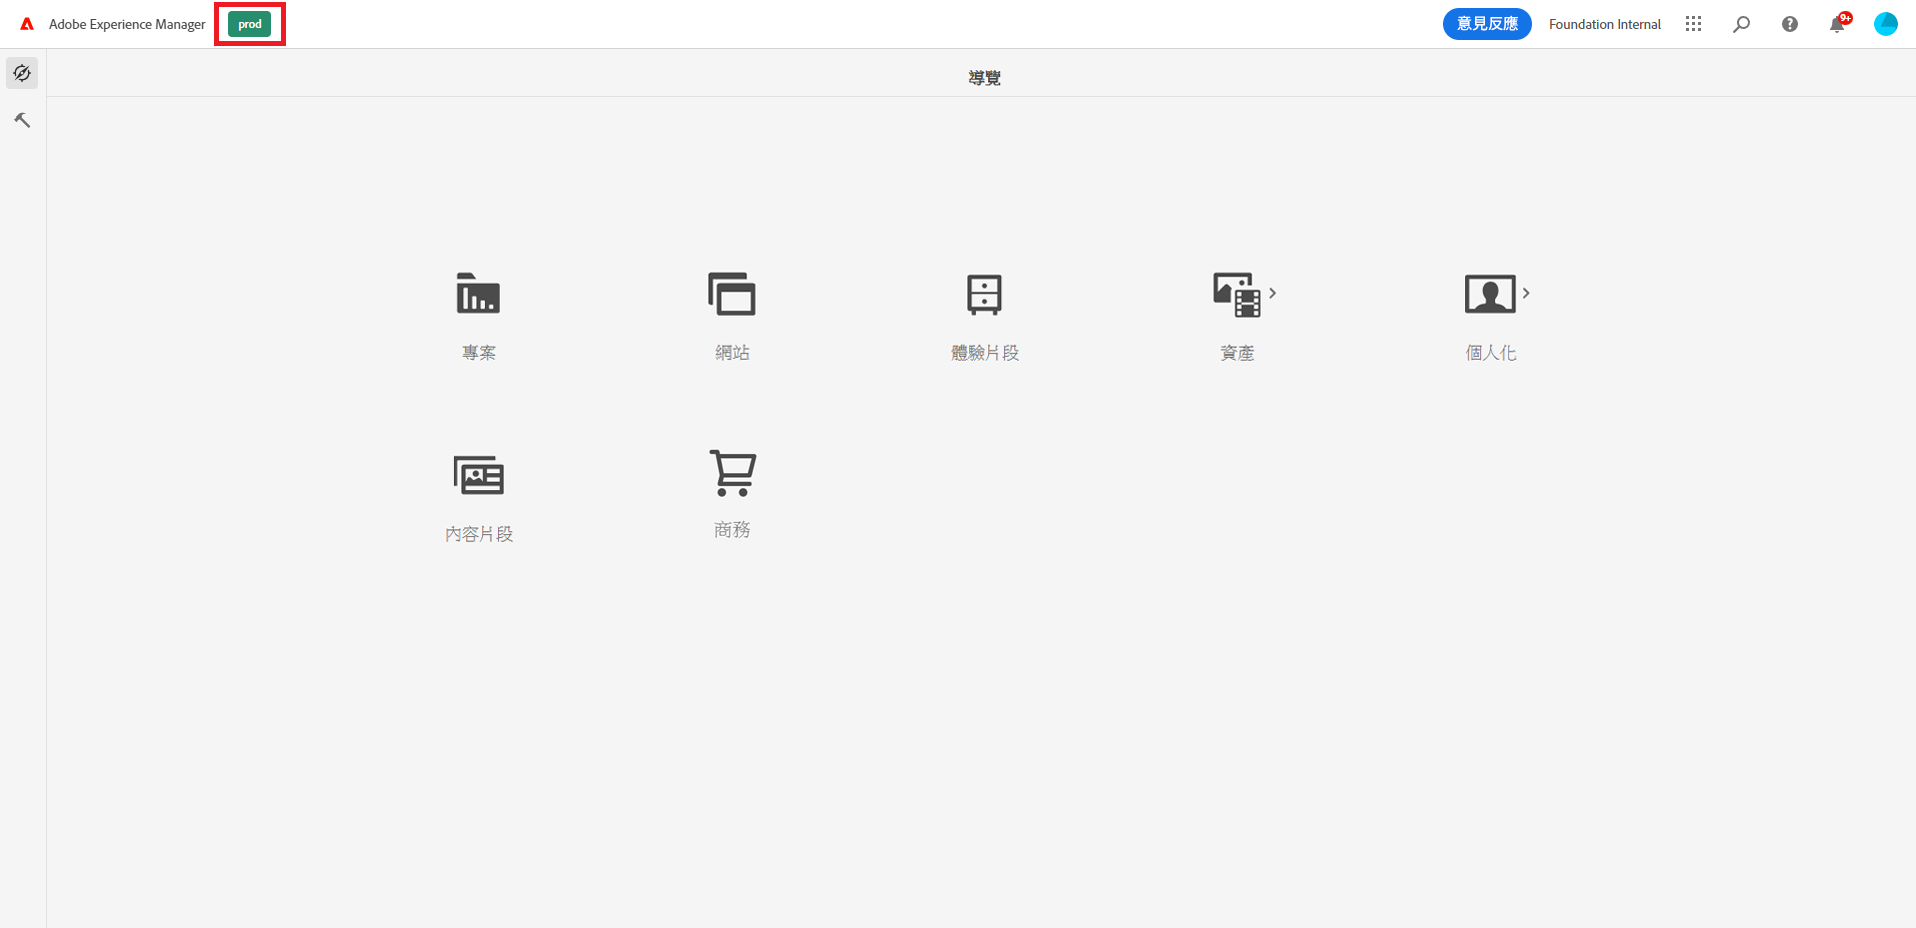 Adobe Experience Manager prod 意見反應 Foundation Internal 9+
導覽
專案 網站 體驗片段 資產 個人化
內容片段 商務